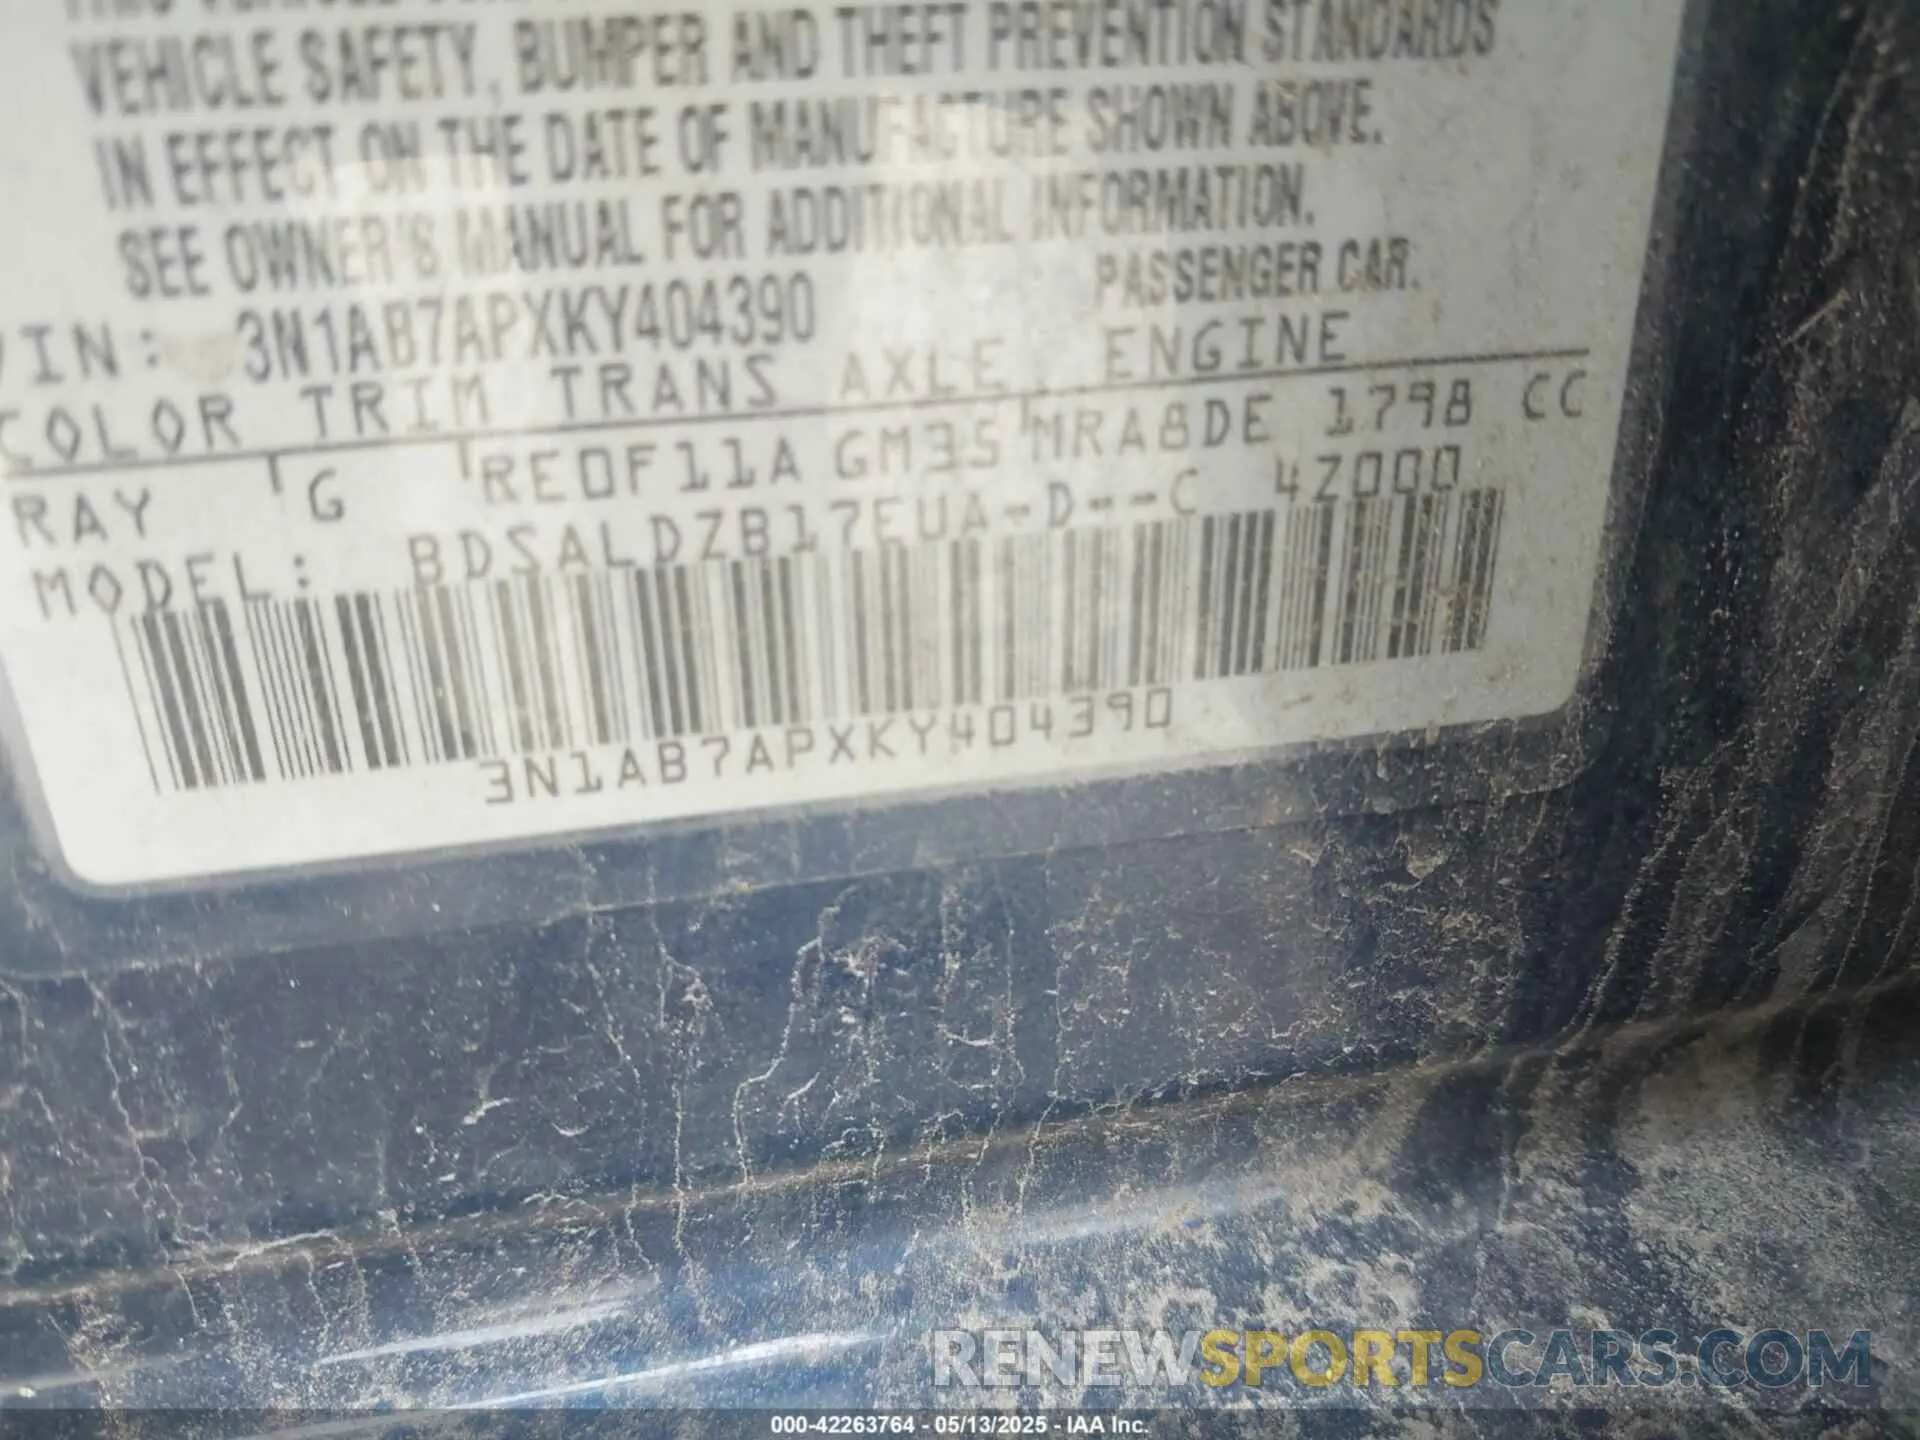 VEHICLE SAFETY, BUMPER AND THEFT PREVENTION STANDARDS
IN EFFECT ON THE DATE OF MANUFACTURE SHOWN ABOVE.
SEE OWNER'S MANUAL FOR ADDITIONAL INFORMATION.
PASSENGER CAR.
VIN: 3N1AB7APXKY404390
COLOR TRIM TRANS AXLE ENGINE
RAY G RE0F11A GM35 MRA8DE 1798 CC
MODEL: BDSALDZB17EUA-D--C 4Z000
3N1AB7APXKY404390
RENEWSPORTSCARS.COM
000-42263764 - 05/13/2025 - IAA Inc.